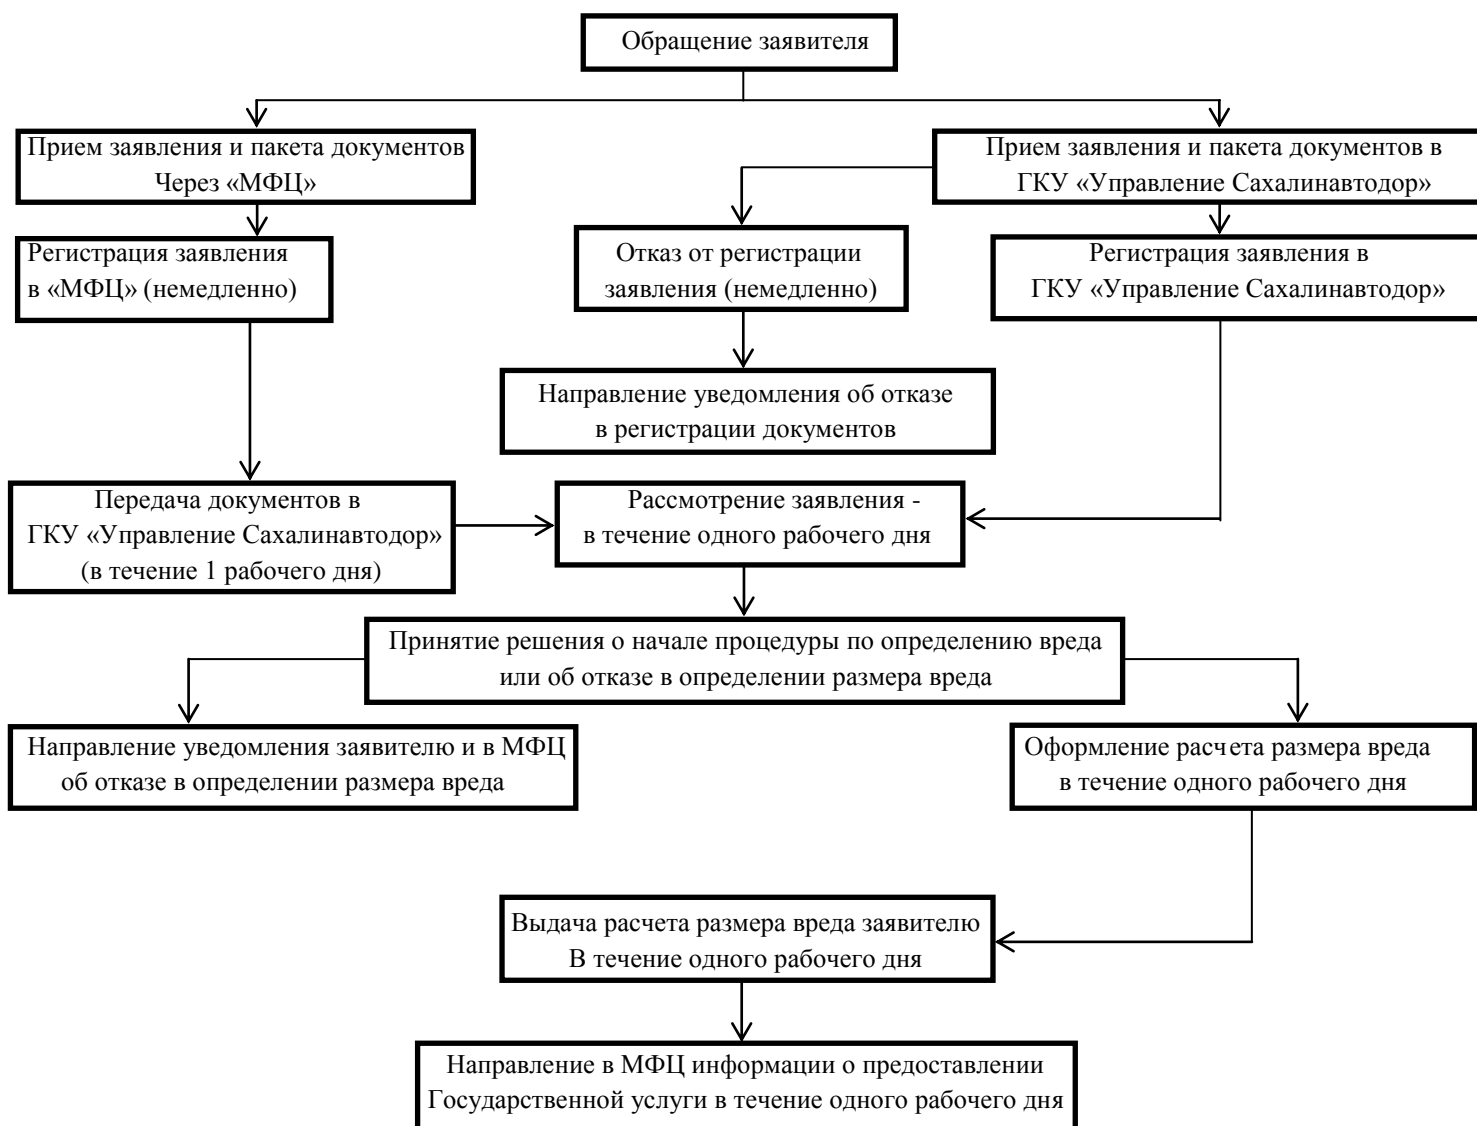 Обращение заявителя
Прием заявления и пакета документов
Через «МФЦ»
Прием заявления и пакета документов в
ГКУ «Управление Сахалинавтодор»
Регистрация заявления
в «МФЦ» (немедленно)
Отказ от регистрации
заявления (немедленно)
Регистрация заявления в
ГКУ «Управление Сахалинавтодор»
Направление уведомления об отказе
в регистрации документов
Передача документов в
ГКУ «Управление Сахалинавтодор»
(в течение 1 рабочего дня)
Рассмотрение заявления -
в течение одного рабочего дня
Принятие решения о начале процедуры по определению вреда
или об отказе в определении размера вреда
Направление уведомления заявителю и в МФЦ
об отказе в определении размера вреда
Оформление расчета размера вреда
в течение одного рабочего дня
Выдача расчета размера вреда заявителю
В течение одного рабочего дня
Направление в МФЦ информации о предоставлении
Государственной услуги в течение одного рабочего дня